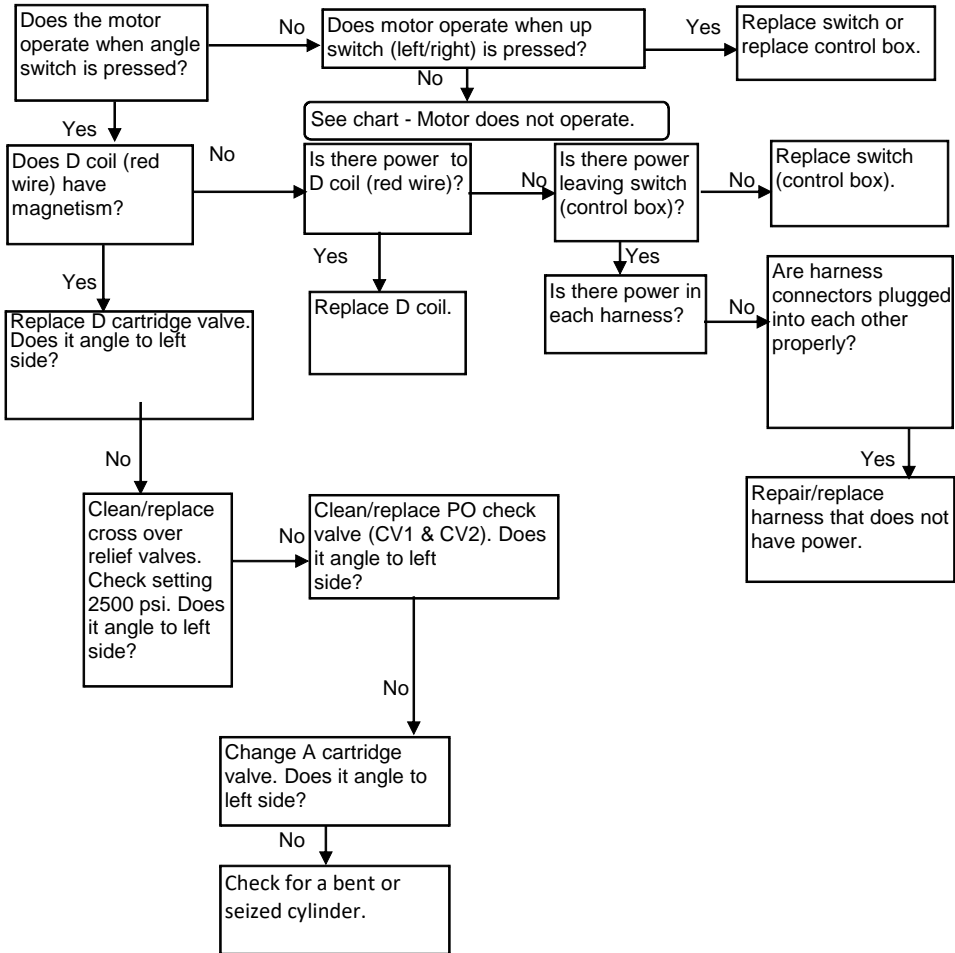 Does the motor
operate when angle
switch is pressed?
No
Does motor operate when up
switch (left/right) is pressed?
Yes
Replace switch or
replace control box.
No
See chart - Motor does not operate.
Yes
Does D coil (red
wire) have
magnetism?
No
Is there power to
D coil (red wire)?
No
Is there power
leaving switch
(control box)?
No
Replace switch
(control box).
Yes
Yes
Yes
Replace D cartridge valve.
Does it angle to left
side?
Replace D coil.
Is there power in
each harness?
No
Are harness
connectors plugged
into each other
properly?
No
Yes
Clean/replace
cross over
relief valves.
Check setting
2500 psi. Does
it angle to left
side?
No
Clean/replace PO check
valve (CV1 & CV2). Does
it angle to left
side?
Repair/replace
harness that does not
have power.
No
Change A cartridge
valve. Does it angle to
left side?
No
Check for a bent or
seized cylinder.